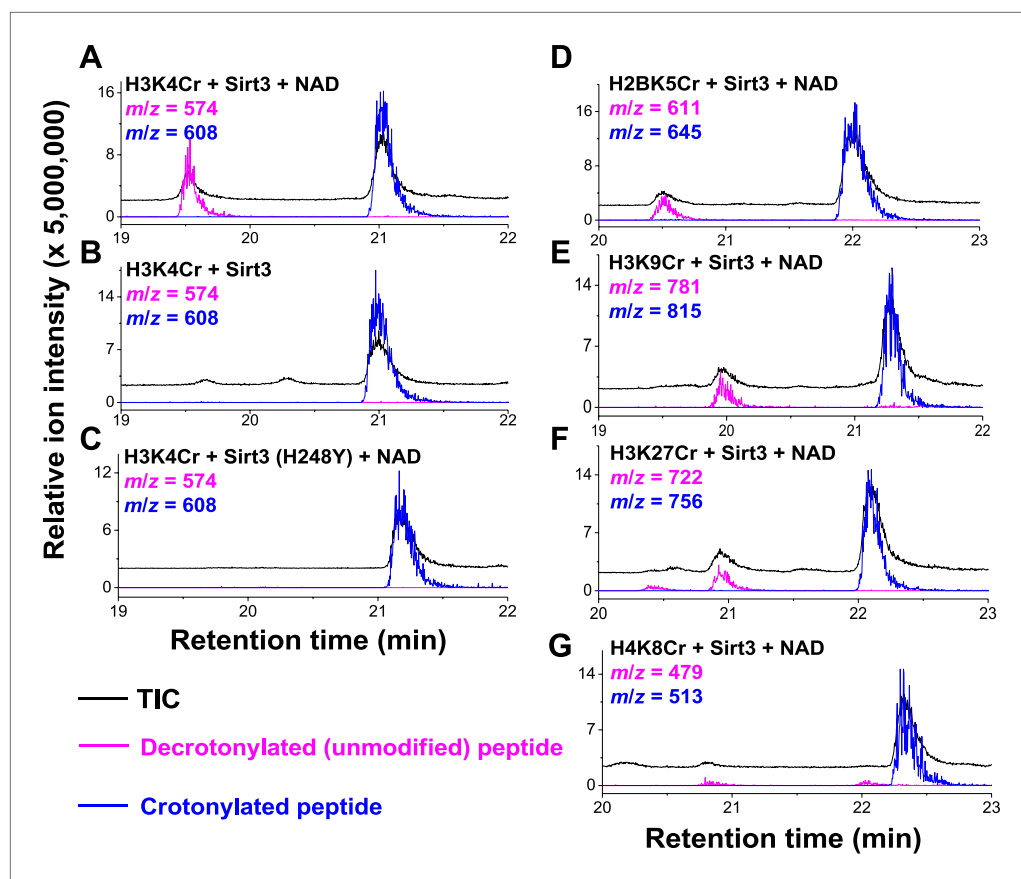 Relative ion intensity (x 5,000,000)
A
H3K4Cr + Sirt3 + NAD
m/z = 574
m/z = 608
16
8
0
19 20 21 22
B
H3K4Cr + Sirt3
m/z = 574
m/z = 608
14
7
0
19 20 21 22
C
H3K4Cr + Sirt3 (H248Y) + NAD
m/z = 574
m/z = 608
12
6
0
19 20 21 22
Retention time (min)
TIC
Decrotonylated (unmodified) peptide
Crotonylated peptide
D
H2BK5Cr + Sirt3 + NAD
m/z = 611
m/z = 645
16
8
0
20 21 22 23
E
H3K9Cr + Sirt3 + NAD
m/z = 781
m/z = 815
14
7
0
19 20 21 22
F
H3K27Cr + Sirt3 + NAD
m/z = 722
m/z = 756
14
7
0
20 21 22 23
G
H4K8Cr + Sirt3 + NAD
m/z = 479
m/z = 513
14
7
0
20 21 22 23
Retention time (min)